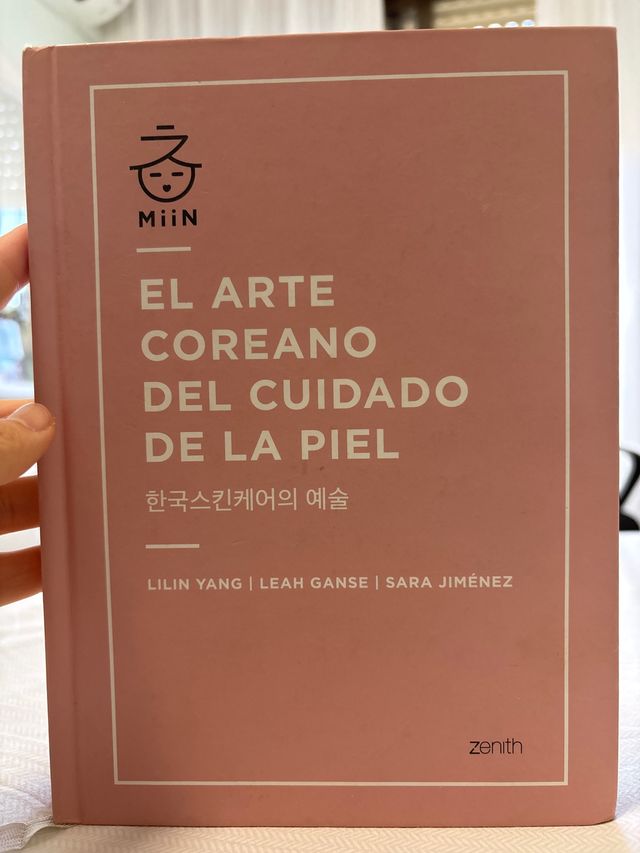 MiiN
EL ARTE
COREANO
DEL CUIDADO
DE LA PIEL
한국스킨케어의 예술
LILIN YANG | LEAH GANSE | SARA JIMÉNEZ
zenith